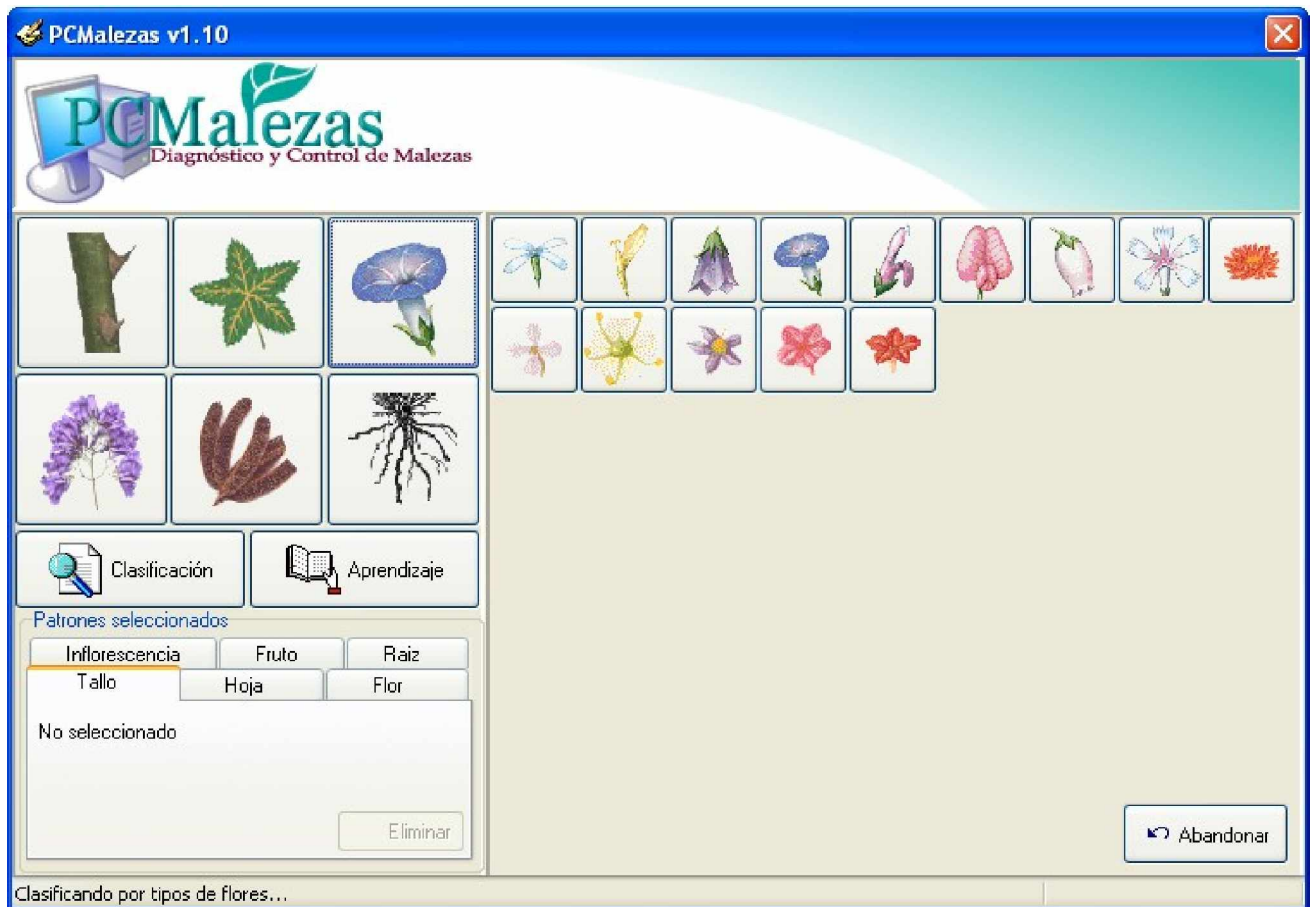 PCMalezas v1.10
PCMalezas
Diagnóstico y Control de Malezas
Clasificación
Aprendizaje
Patrones seleccionados
Inflorescencia Fruto Raiz
Tallo Hoja Flor
No seleccionado
Eliminar
Abandonar
Clasificando por tipos de flores...